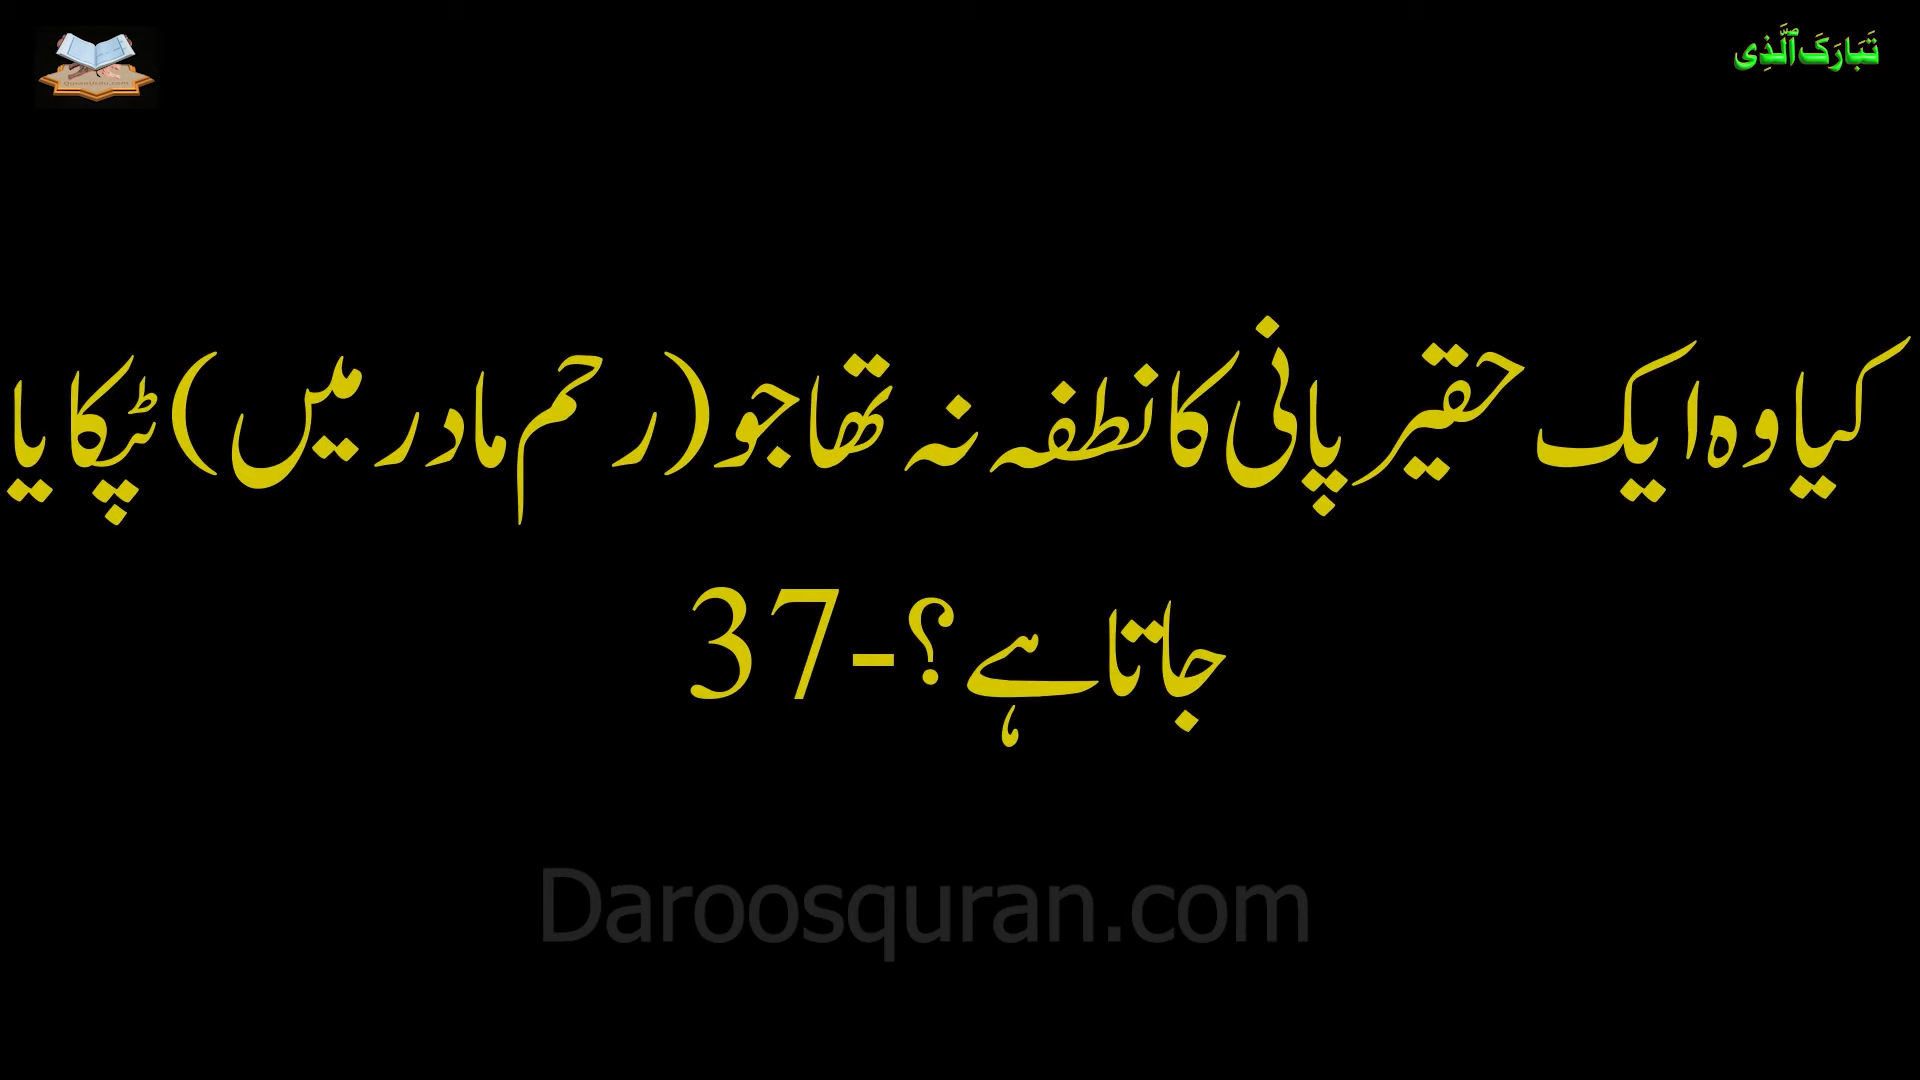 تَبَارَكَ ٱلَّذِى
کیا وہ ایک حقیر پانی کا نطفہ نہ تھا جو (رحم مادر میں) ٹپکایا
جاتا ہے؟-37
Daroosquran.com